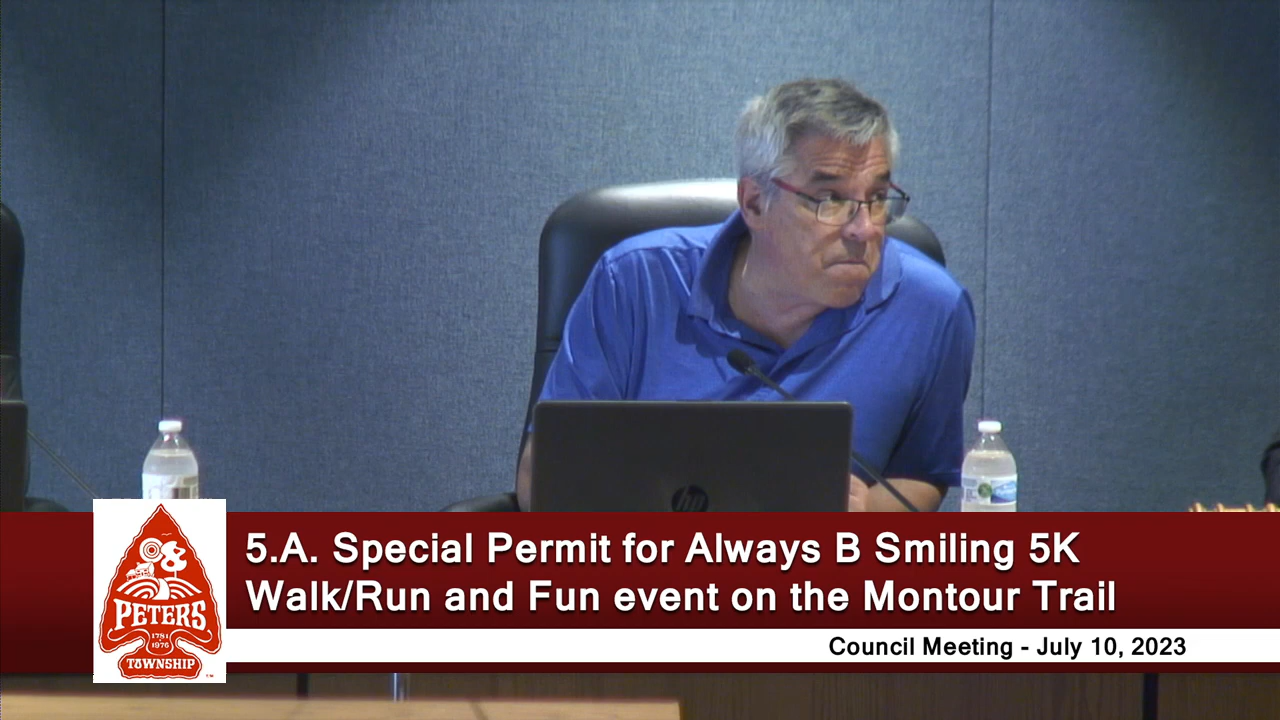 hp
5.A. Special Permit for Always B Smiling 5K
Walk/Run and Fun event on the Montour Trail
Council Meeting - July 10, 2023
PETERS
1781
1976
TOWNSHIP
TM